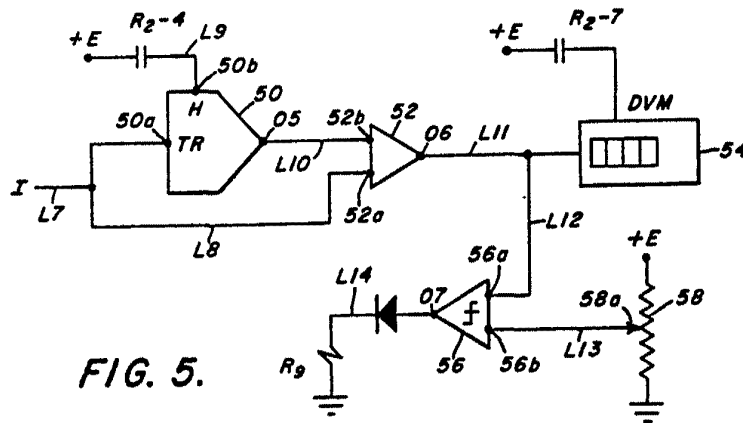 R2-4
L9
+E
50b
50
H
50a
TR
05
I
L7
L8
L10
52b
52
52a
06
L11
+E
R2-7
DVM
54
L12
56a
07
56
56b
L14
R9
L13
+E
58a
58
FIG. 5.